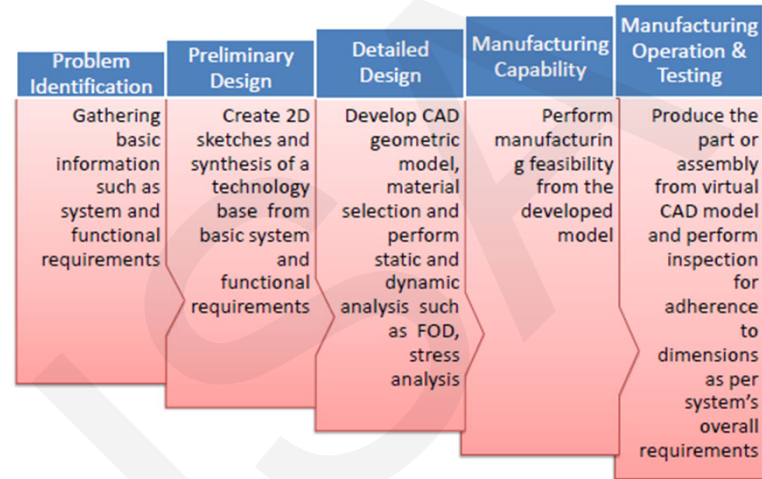 Problem
Identification
Gathering
basic
information
such as
system and
functional
requirements
Preliminary
Design
Create 2D
sketches and
synthesis of a
technology
base from
basic system
and
functional
requirements
Detailed
Design
Develop CAD
geometric
model,
material
selection and
perform
static and
dynamic
analysis such
as FOD,
stress
analysis
Manufacturing
Capability
Perform
manufacturin
g feasibility
from the
developed
model
Manufacturing
Operation &
Testing
Produce the
part or
assembly
from virtual
CAD model
and perform
inspection
for
adherence
to
dimensions
as per
system's
overall
requirements